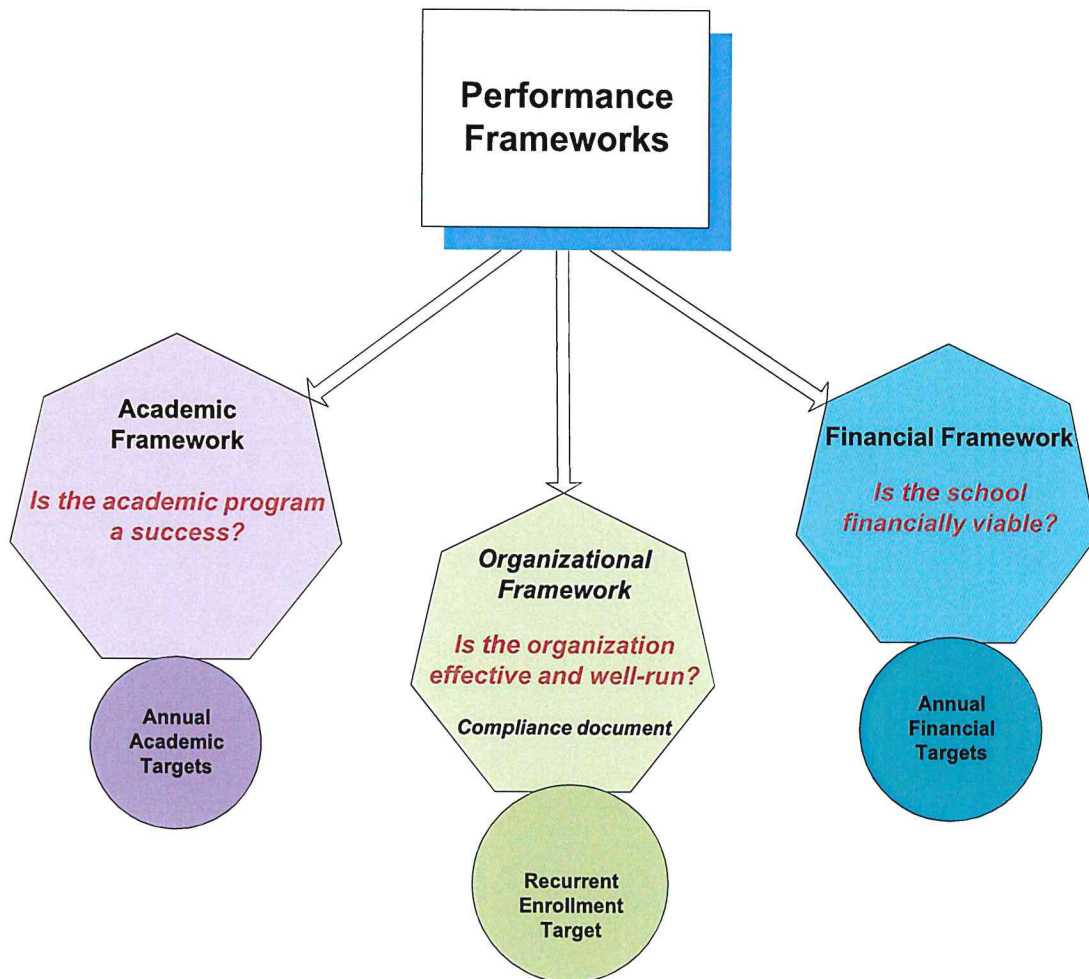 Performance
Frameworks
Academic
Framework
Is the academic program
a success?
Annual
Academic
Targets
Organizational
Framework
Is the organization
effective and well-run?
Compliance document
Recurrent
Enrollment
Target
Financial Framework
Is the school
financially viable?
Annual
Financial
Targets